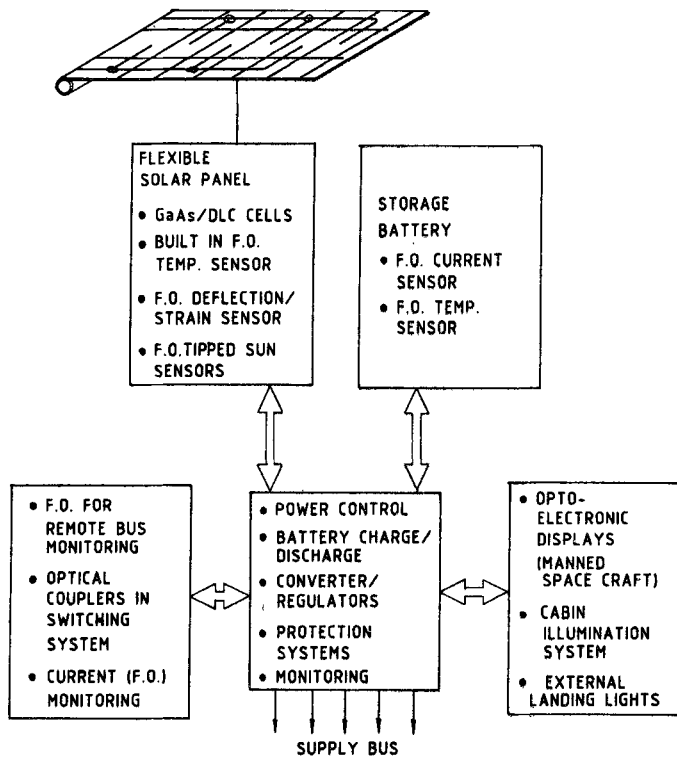 FLEXIBLE
SOLAR PANEL
• GaAs/DLC CELLS
• BUILT IN F.O.
TEMP. SENSOR
• F.O. DEFLECTION/
STRAIN SENSOR
• F.O.TIPPED SUN
SENSORS
STORAGE
BATTERY
• F.O. CURRENT
SENSOR
• F.O. TEMP.
SENSOR
• F.O. FOR
REMOTE BUS
MONITORING
• OPTICAL
COUPLERS IN
SWITCHING
SYSTEM
• CURRENT (F.O.)
MONITORING
• POWER CONTROL
• BATTERY CHARGE/
DISCHARGE
• CONVERTER/
REGULATORS
• PROTECTION
SYSTEMS
• MONITORING
• OPTO-
ELECTRONIC
DISPLAYS
(MANNED
SPACE CRAFT)
• CABIN
ILLUMINATION
SYSTEM
• EXTERNAL
LANDING LIGHTS
SUPPLY BUS